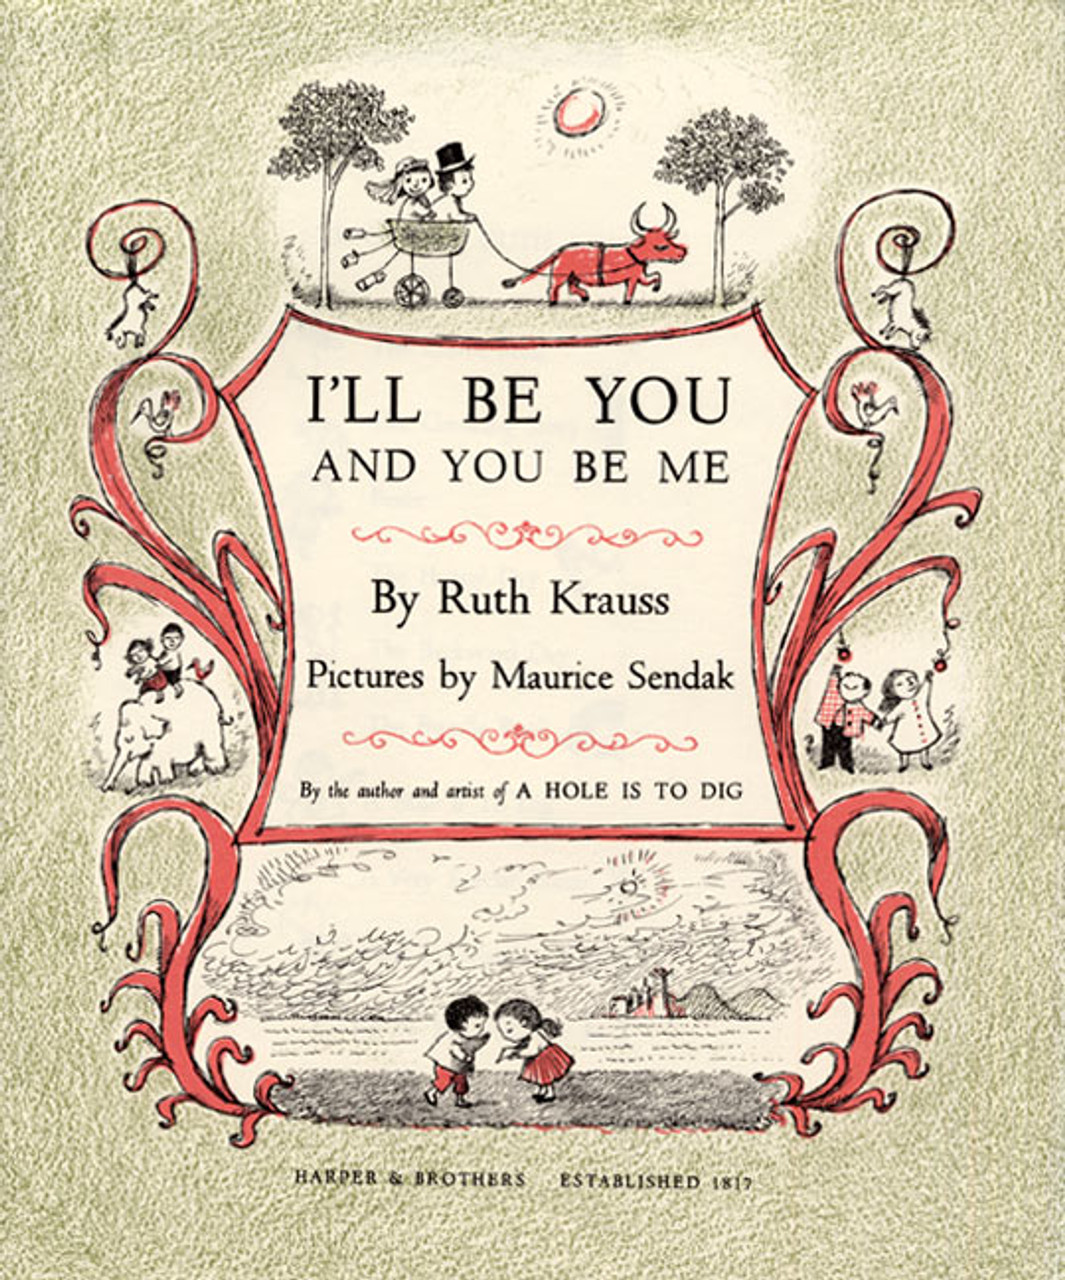 I'LL BE YOU
AND YOU BE ME
By Ruth Krauss
Pictures by Maurice Sendak
By the author and artist of A HOLE IS TO DIG
HARPER & BROTHERS ESTABLISHED 1817